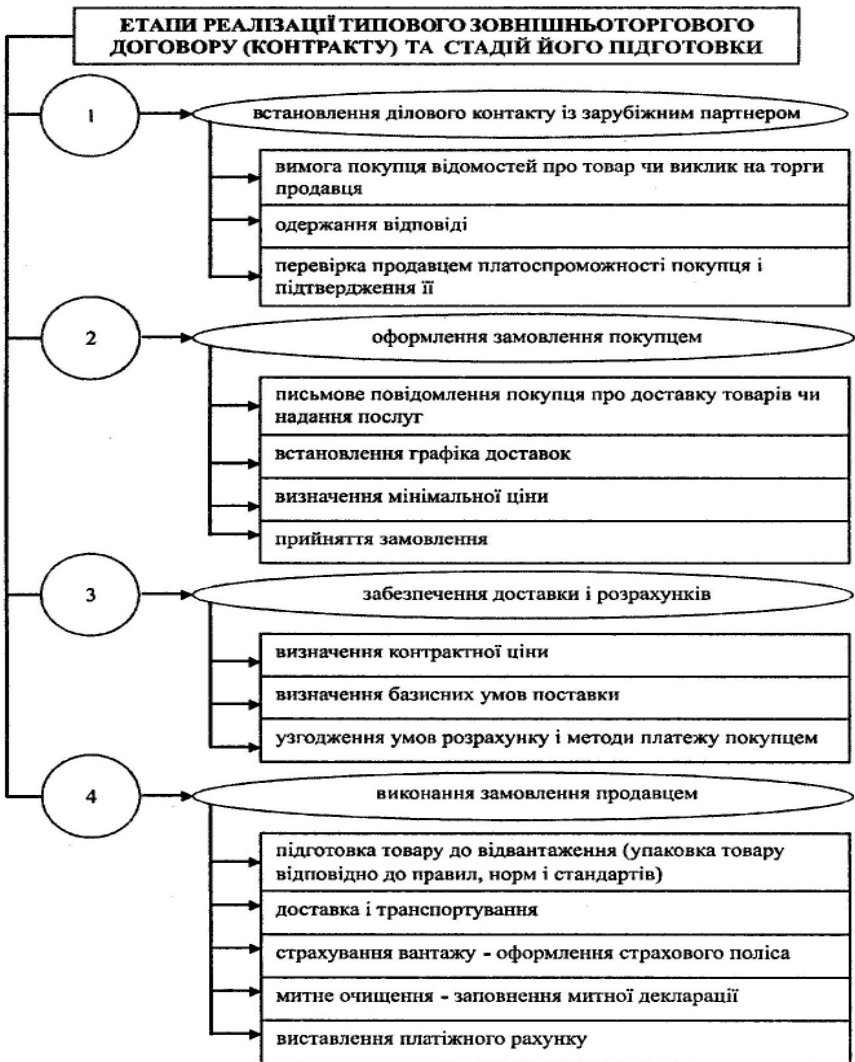 ЕТАПИ РЕАЛІЗАЦІЇ ТИПОВОГО ЗОВНІШНЬОТОРГОВОГО
ДОГОВОРУ (КОНТРАКТУ) ТА СТАДІЙ ЙОГО ПІДГОТОВКИ
1
встановлення ділового контакту із зарубіжним партнером
вимога покупця відомостей про товар чи виклик на торги
продавця
одержання відповіді
перевірка продавцем платоспроможності покупця і
підтвердження її
2
оформлення замовлення покупцем
письмове повідомлення покупця про доставку товарів чи
надання послуг
встановлення графіка доставок
визначення мінімальної ціни
прийняття замовлення
3
забезпечення доставки і розрахунків
визначення контрактної ціни
визначення базисних умов поставки
узгодження умов розрахунку і методи платежу покупцем
4
виконання замовлення продавцем
підготовка товару до відвантаження (упаковка товару
відповідно до правил, норм і стандартів)
доставка і транспортування
страхування вантажу - оформлення страхового поліса
митне очищення - заповнення митної декларації
виставлення платіжного рахунку